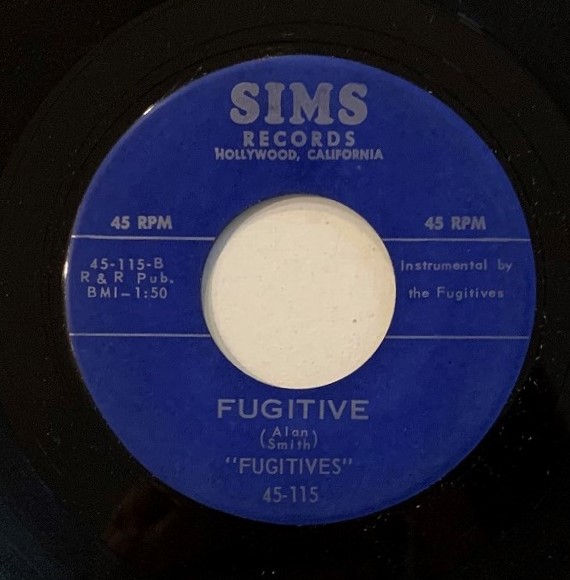 SIMS
RECORDS
HOLLYWOOD, CALIFORNIA
45 RPM
45 RPM
45-115-B
R & R Pub.
BMI-1:50
Instrumental by
the Fugitives
FUGITIVE
(Alan
Smith)
"FUGITIVES"
45-115